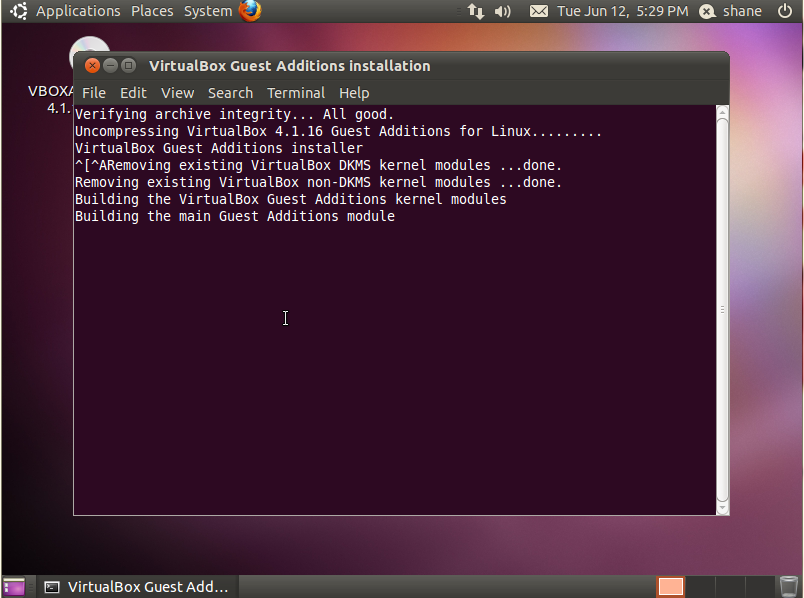 Applications Places System Tue Jun 12, 5:29 PM shane
VBOXA
4.1.
VirtualBox Guest Additions installation
File Edit View Search Terminal Help
Verifying archive integrity... All good.
Uncompressing VirtualBox 4.1.16 Guest Additions for Linux.........
VirtualBox Guest Additions installer
^[^ARemoving existing VirtualBox DKMS kernel modules ...done.
Removing existing VirtualBox non-DKMS kernel modules ...done.
Building the VirtualBox Guest Additions kernel modules
Building the main Guest Additions module
VirtualBox Guest Add...